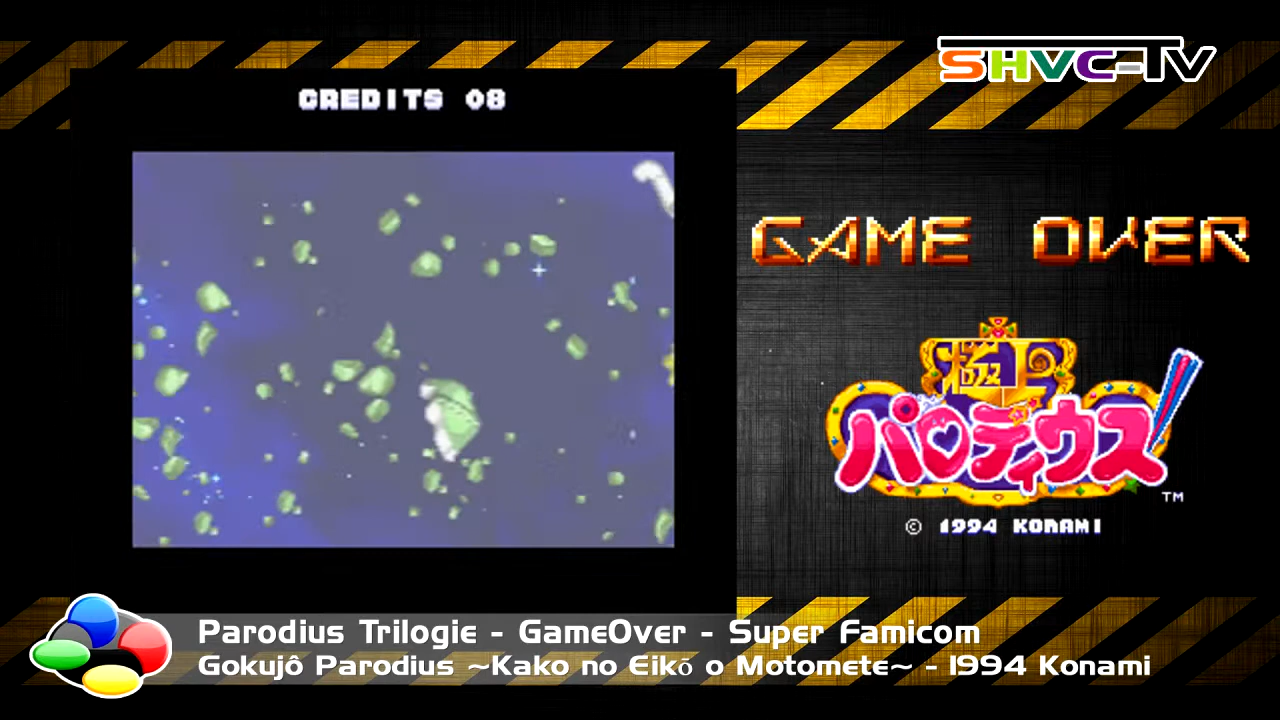 SHVC-TV
CREDITS 08
GAME OVER
極上
パロディウス!
TM
© 1994 KONAMI
Parodius Trilogie - GameOver - Super Famicom
Gokujô Parodius ~Kako no Eikō o Motomete~ - 1994 Konami